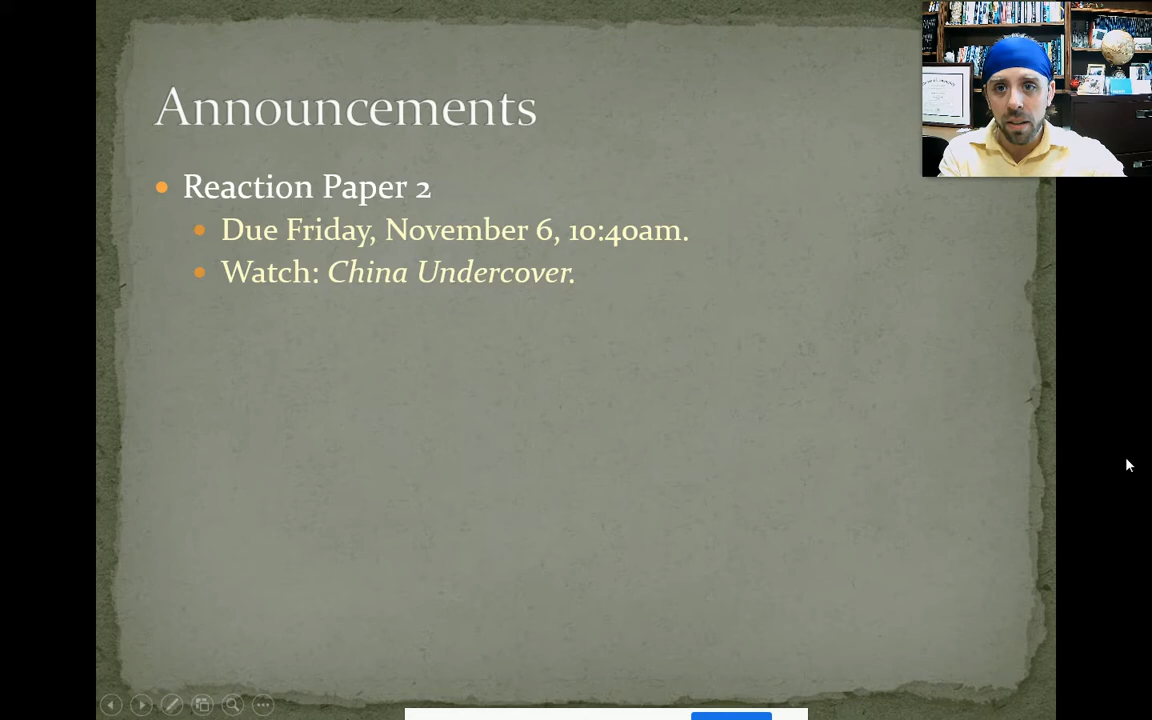 Announcements
Reaction Paper 2
Due Friday, November 6, 10:40am.
Watch: China Undercover.